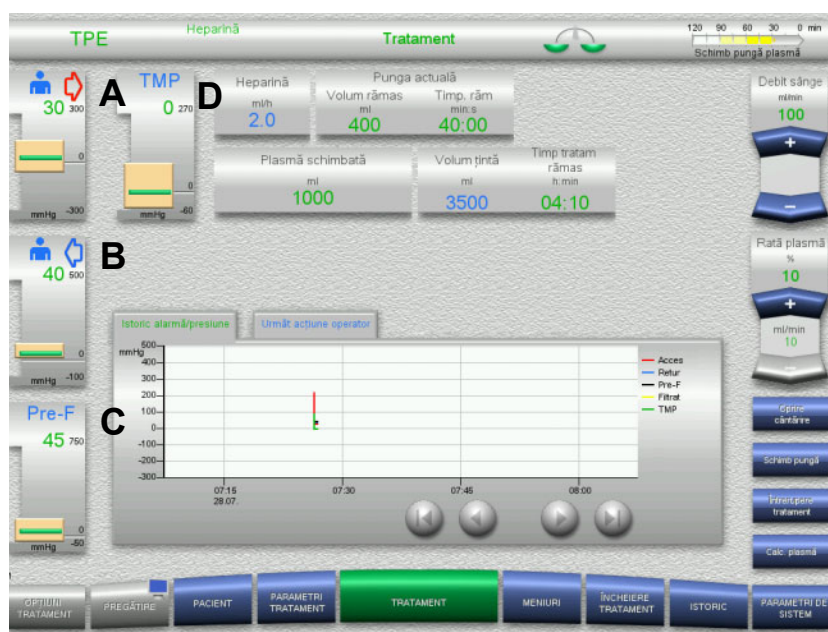 TPE
Heparină
Tratament
120 90 60 30 0 min
Schimb pungă plasmă
30 300
0
mmHg -300
A
TMP
0 270
0
mmHg -60
D
Heparină
ml/h
2.0
Punga actuală
Volum rămas Timp. răm
ml min:s
400 40:00
Debit sânge
ml/min
100
+
–
Plasmă schimbată
ml
1000
Volum țintă
ml
3500
Timp tratam
rămas
h:min
04:10
40 500
0
mmHg -100
B
Rată plasmă
%
10
+
ml/min
10
–
Istoric alarmă/presiune
Următ acțiune operator
mmHg
500
400
300
200
100
0
-100
-200
-300
07:15 07:30 07:45 08:00
28.07.
Acces
Retur
Pre-F
Filtrat
TMP
Pre-F
45 750
0
mmHg -50
C
Oprire
cântărire
Schimb pungă
Întrerupere
tratament
Calc. plasmă
OPȚIUNI
TRATAMENT
PREGĂTIRE
PACIENT
PARAMETRI
TRATAMENT
TRATAMENT
MENIURI
ÎNCHEIERE
TRATAMENT
ISTORIC
PARAMETRI DE
SISTEM